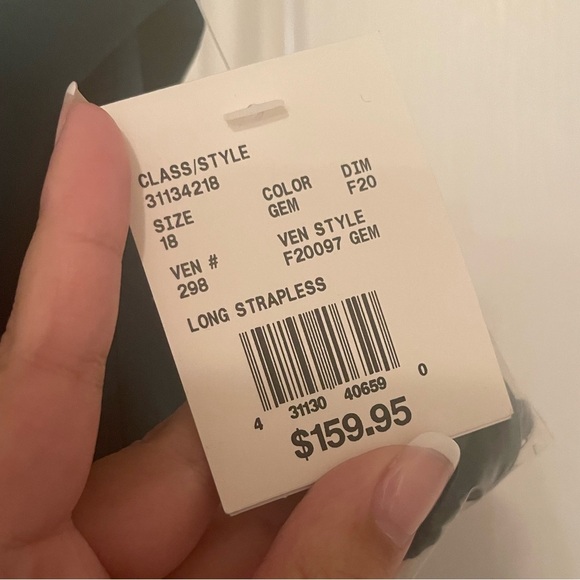 CLASS/STYLE
31134218
SIZE COLOR DIM
18 GEM F20
VEN # VEN STYLE
298 F20097 GEM
LONG STRAPLESS
4 31130 40659 0
$159.95